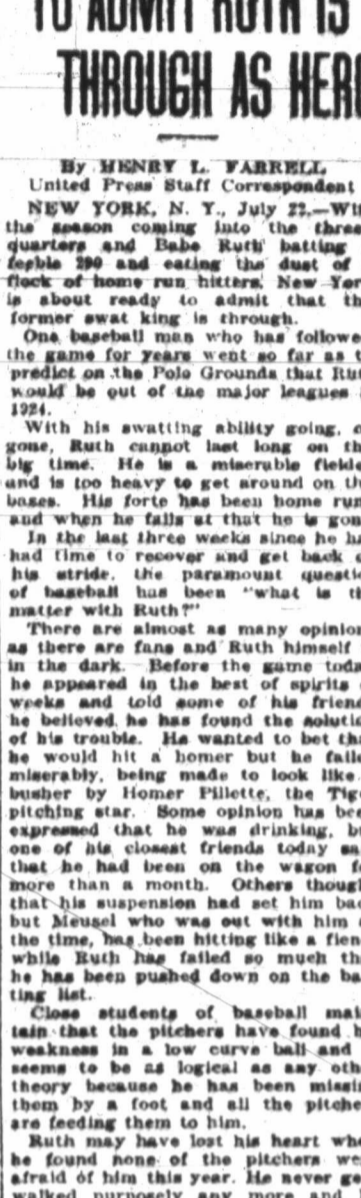 TO ADMIT RUTH IS
THROUGH AS HERO
By HENRY L. FARRELL
United Press Staff Correspondent
NEW YORK, N. Y., July 22.—Wit
the season coming into the three
quarters and Babe Ruth batting
feeble 290 and eating the dust of
flock of home run hitters, New Yor
is about ready to admit that th
former swat king is through.
One baseball man who has followe
the game for years went so far as t
predict on the Polo Grounds that Rut
would be out of the major leagues
1924.
With his swatting ability going, o
gone, Ruth cannot last long on th
big time. He is a miserable fielde
and is too heavy to get around on th
bases. His forte has been home run
and when he falls at that he is gon
In the last three weeks since he ha
had time to recover and get back o
his stride, the paramount questio
of baseball has been "what is th
matter with Ruth?"
There are almost as many opinion
as there are fans and Ruth himself
in the dark. Before the game toda
he appeared in the best of spirits
weeks and told some of his friend
he believed he has found the solutio
of his trouble. He wanted to bet tha
he would hit a homer but he faile
miserably, being made to look like
busher by Homer Pillette, the Tige
pitching star. Some opinion has bee
expressed that he was drinking, b
one of his closest friends today sa
that he had been on the wagon f
more than a month. Others though
that his suspension had set him bac
but Meusel who was out with him
the time, has been hitting like a fien
while Ruth has failed so much th
he has been pushed down on the ba
ting list.
Close students of baseball mai
tain that the pitchers have found h
weakness in a low curve ball and
seems to be as logical as any oth
theory because he has been missi
them by a foot and all the pitche
are feeding them to him.
Ruth may have lost his heart whe
he found none of the pitchers we
afraid of him this year. He never go
walked purposely any more and